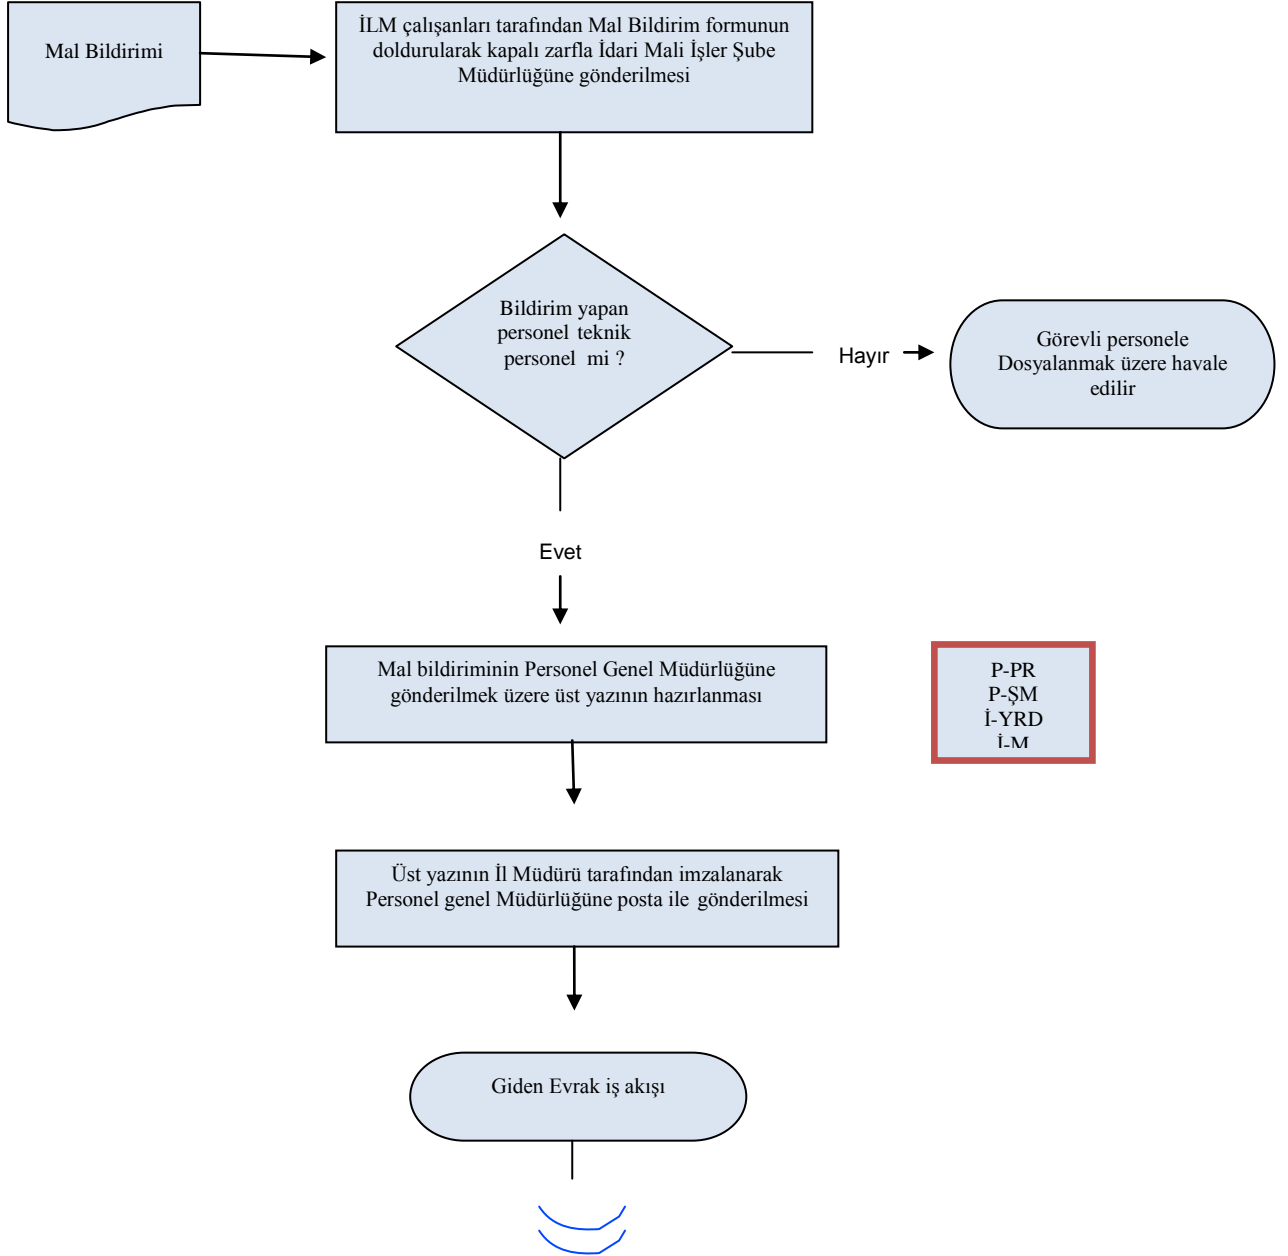 Mal Bildirimi
İLM çalışanları tarafından Mal Bildirim formunun
doldurularak kapalı zarfla İdari Mali İşler Şube
Müdürlüğüne gönderilmesi
Bildirim yapan
personel teknik
personel mi ?
Hayır
Görevli personele
Dosyalanmak üzere havale
edilir
Evet
Mal bildiriminin Personel Genel Müdürlüğüne
gönderilmek üzere üst yazının hazırlanması
P-PR
P-ŞM
İ-YRD
İ-M
Üst yazının İl Müdürü tarafından imzalanarak
Personel genel Müdürlüğüne posta ile gönderilmesi
Giden Evrak iş akışı